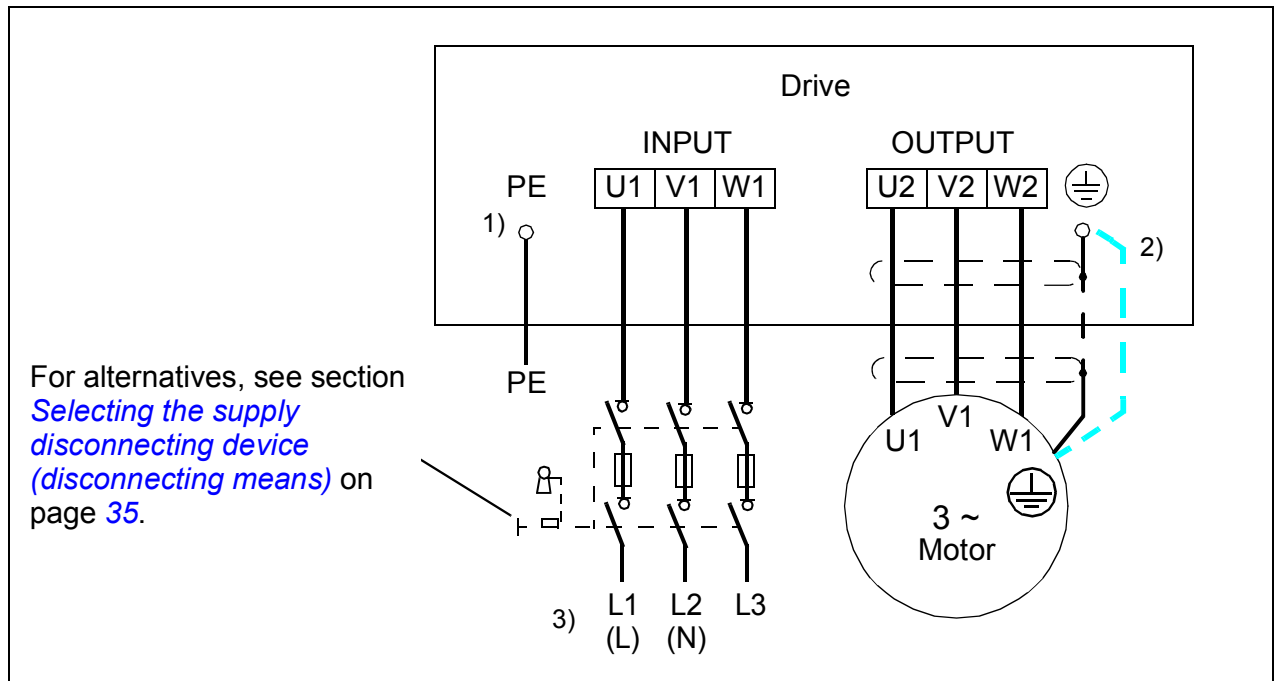 Drive
INPUT
OUTPUT
PE
U1 V1 W1
U2 V2 W2
1)
2)
PE
For alternatives, see section
Selecting the supply
disconnecting device
(disconnecting means) on
page 35.
U1
V1
W1
3 ~
Motor
3)
L1
L2
L3
(L)
(N)